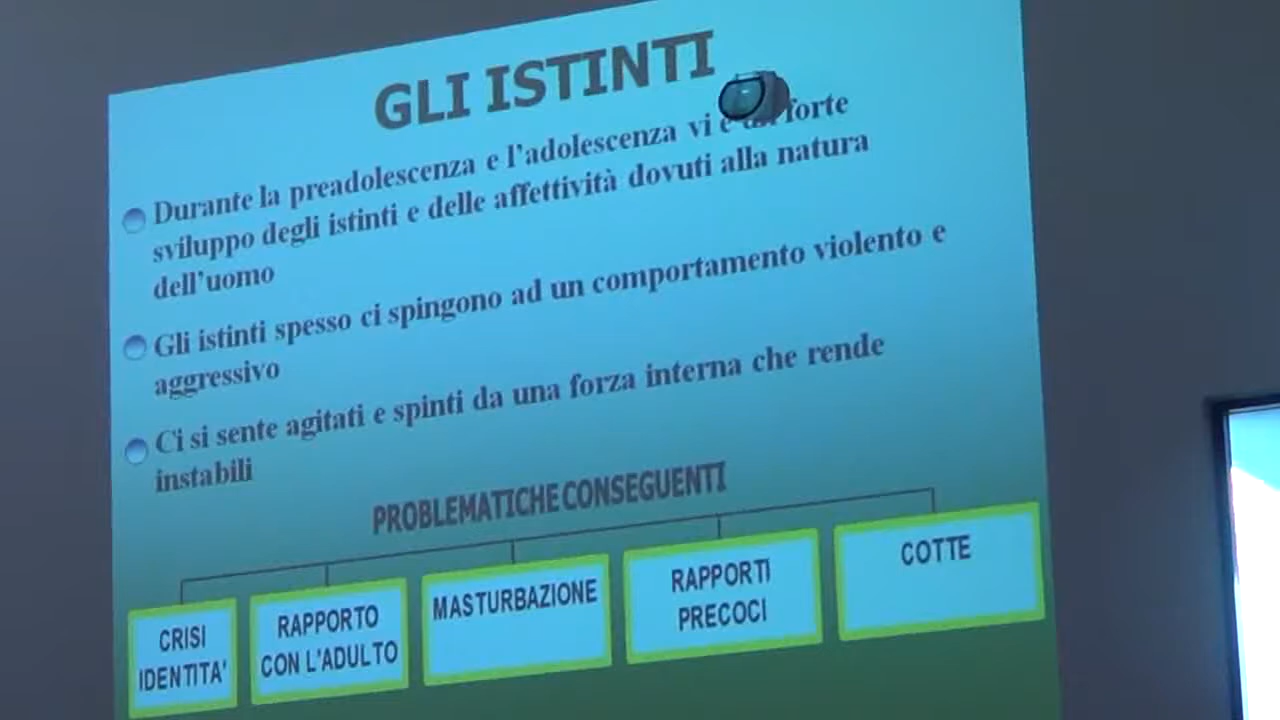 GLI ISTINTI
Durante la preadolescenza e l'adolescenza vi è un forte
sviluppo degli istinti e delle affettività dovuti alla natura
dell'uomo
Gli istinti spesso ci spingono ad un comportamento violento e
aggressivo
Ci si sente agitati e spinti da una forza interna che rende
instabili
PROBLEMATICHE CONSEGUENTI
CRISI
IDENTITA'
RAPPORTO
CON L'ADULTO
MASTURBAZIONE
RAPPORTI
PRECOCI
COTTE